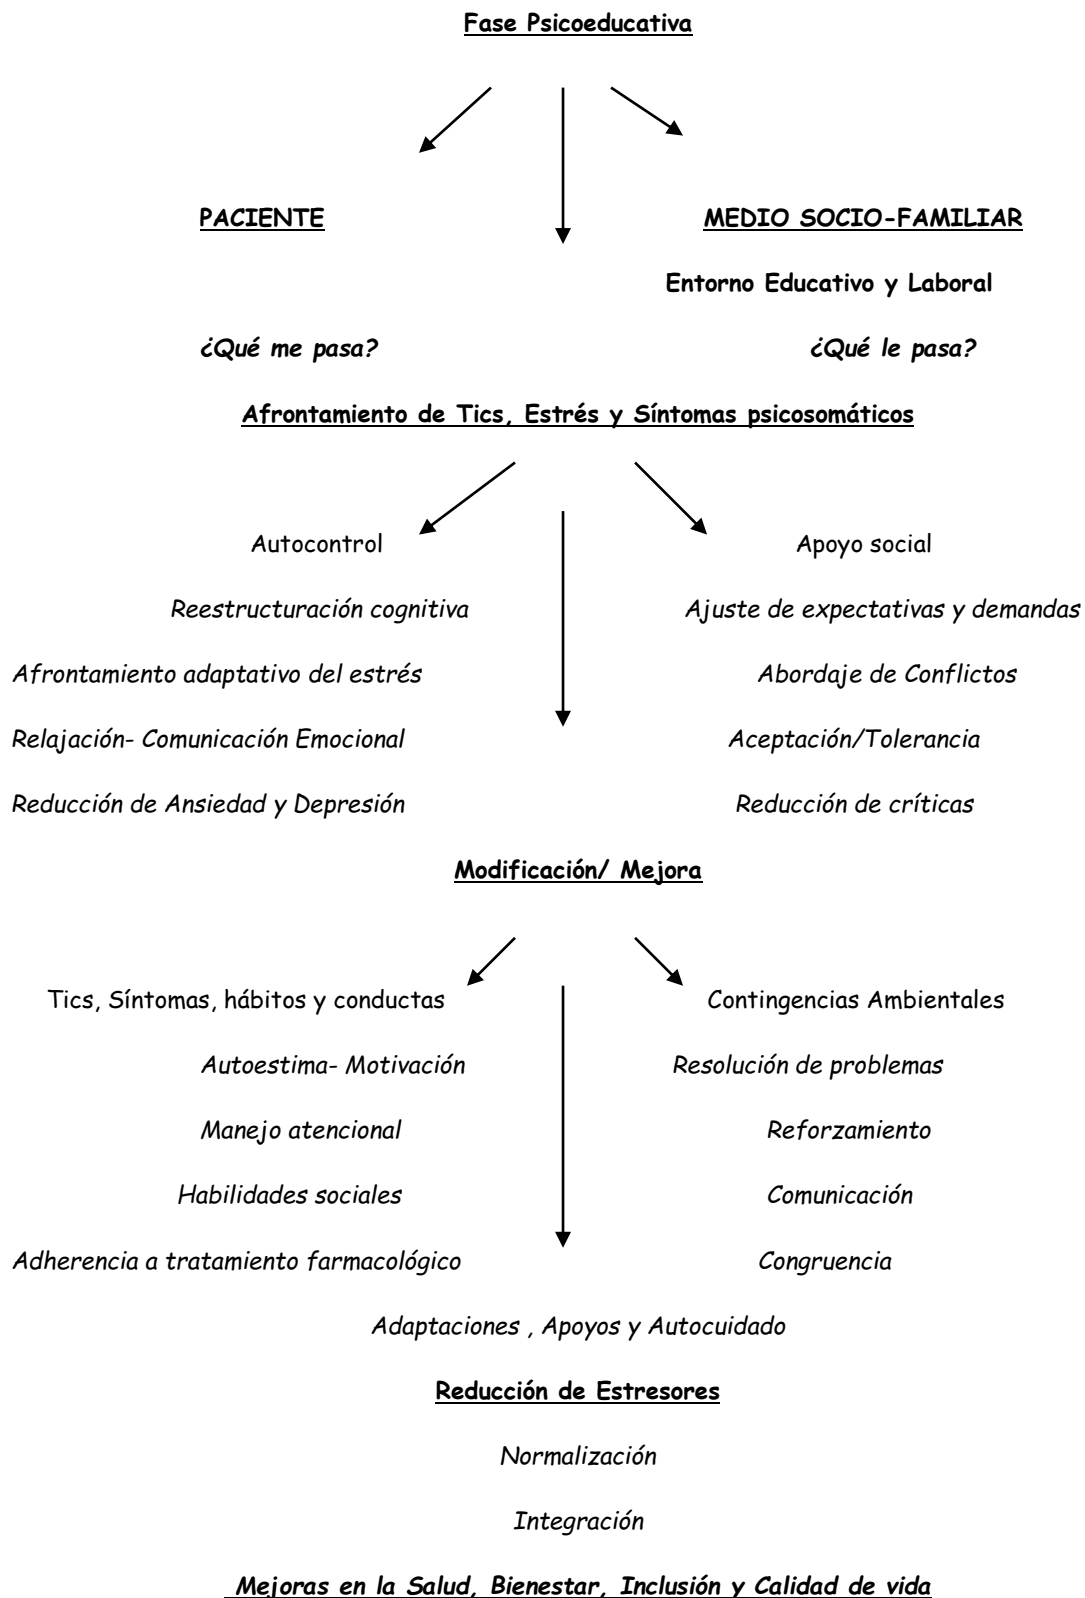 Fase Psicoeducativa
PACIENTE MEDIO SOCIO-FAMILIAR
Entorno Educativo y Laboral
¿Qué me pasa? ¿Qué le pasa?
Afrontamiento de Tics, Estrés y Síntomas psicosomáticos
Autocontrol Apoyo social
Reestructuración cognitiva Ajuste de expectativas y demandas
Afrontamiento adaptativo del estrés Abordaje de Conflictos
Relajación- Comunicación Emocional Aceptación/Tolerancia
Reducción de Ansiedad y Depresión Reducción de críticas
Modificación/ Mejora
Tics, Síntomas, hábitos y conductas Contingencias Ambientales
Autoestima- Motivación Resolución de problemas
Manejo atencional Reforzamiento
Habilidades sociales Comunicación
Adherencia a tratamiento farmacológico Congruencia
Adaptaciones , Apoyos y Autocuidado
Reducción de Estresores
Normalización
Integración
Mejoras en la Salud, Bienestar, Inclusión y Calidad de vida